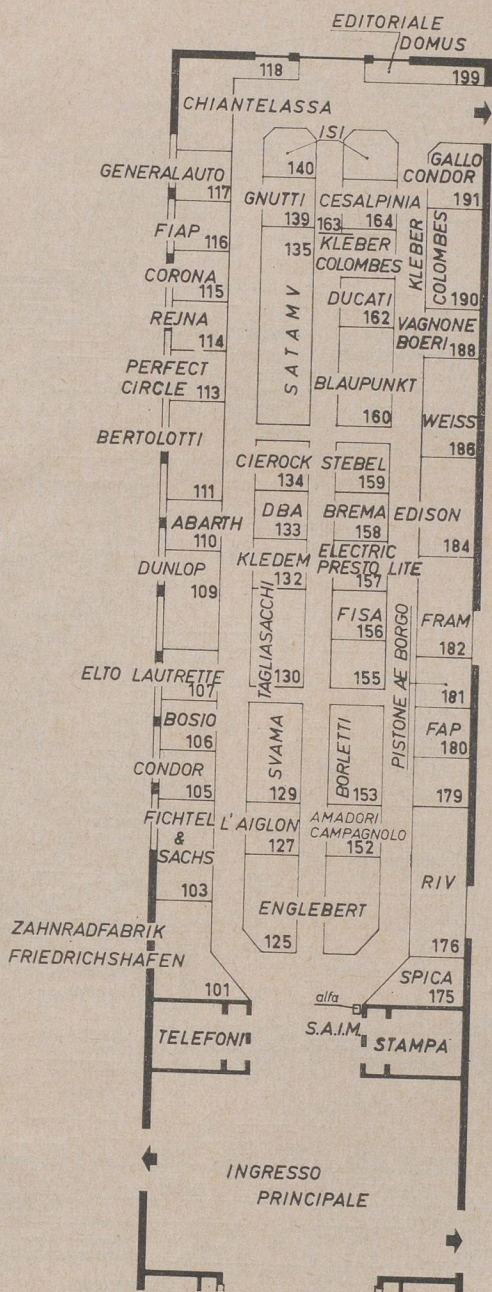 EDITORIALE
DOMUS
118
199
CHIANTELASSA
ISI
GALLO
CONDOR
GENERALAUTO
140
117
GNUTTI
CESALPINIA
191
139
163
164
FIAP
116
135
KLEBER
COLOMBES
KLEBER
COLOMBES
CORONA
115
SATAMV
DUCATI
190
162
REJNA
114
VAGNONE
BOERI
188
PERFECT
CIRCLE
113
BLAUPUNKT
160
WEISS
186
BERTOLOTTI
CIEROCK
STEBEL
134
159
111
DBA
BREMA
EDISON
ABARTH
133
158
110
184
KLEDEM
ELECTRIC
PRESTO LITE
DUNLOP
132
157
109
TAGLIASACCHI
FISA
156
FRAM
182
PISTONE AE BORGO
ELTO LAUTRETTE
130
155
107
181
BOSIO
SVAMA
BORLETTI
FAP
106
180
CONDOR
105
129
153
179
FICHTEL
&
SACHS
L'AIGLON
AMADORI
CAMPAGNOLO
127
152
103
RIV
ENGLEBERT
ZAHNRADFABRIK
FRIEDRICHSHAFEN
125
176
SPICA
101
alfa
175
TELEFONI
S.A.I.M.
STAMPA
INGRESSO
PRINCIPALE